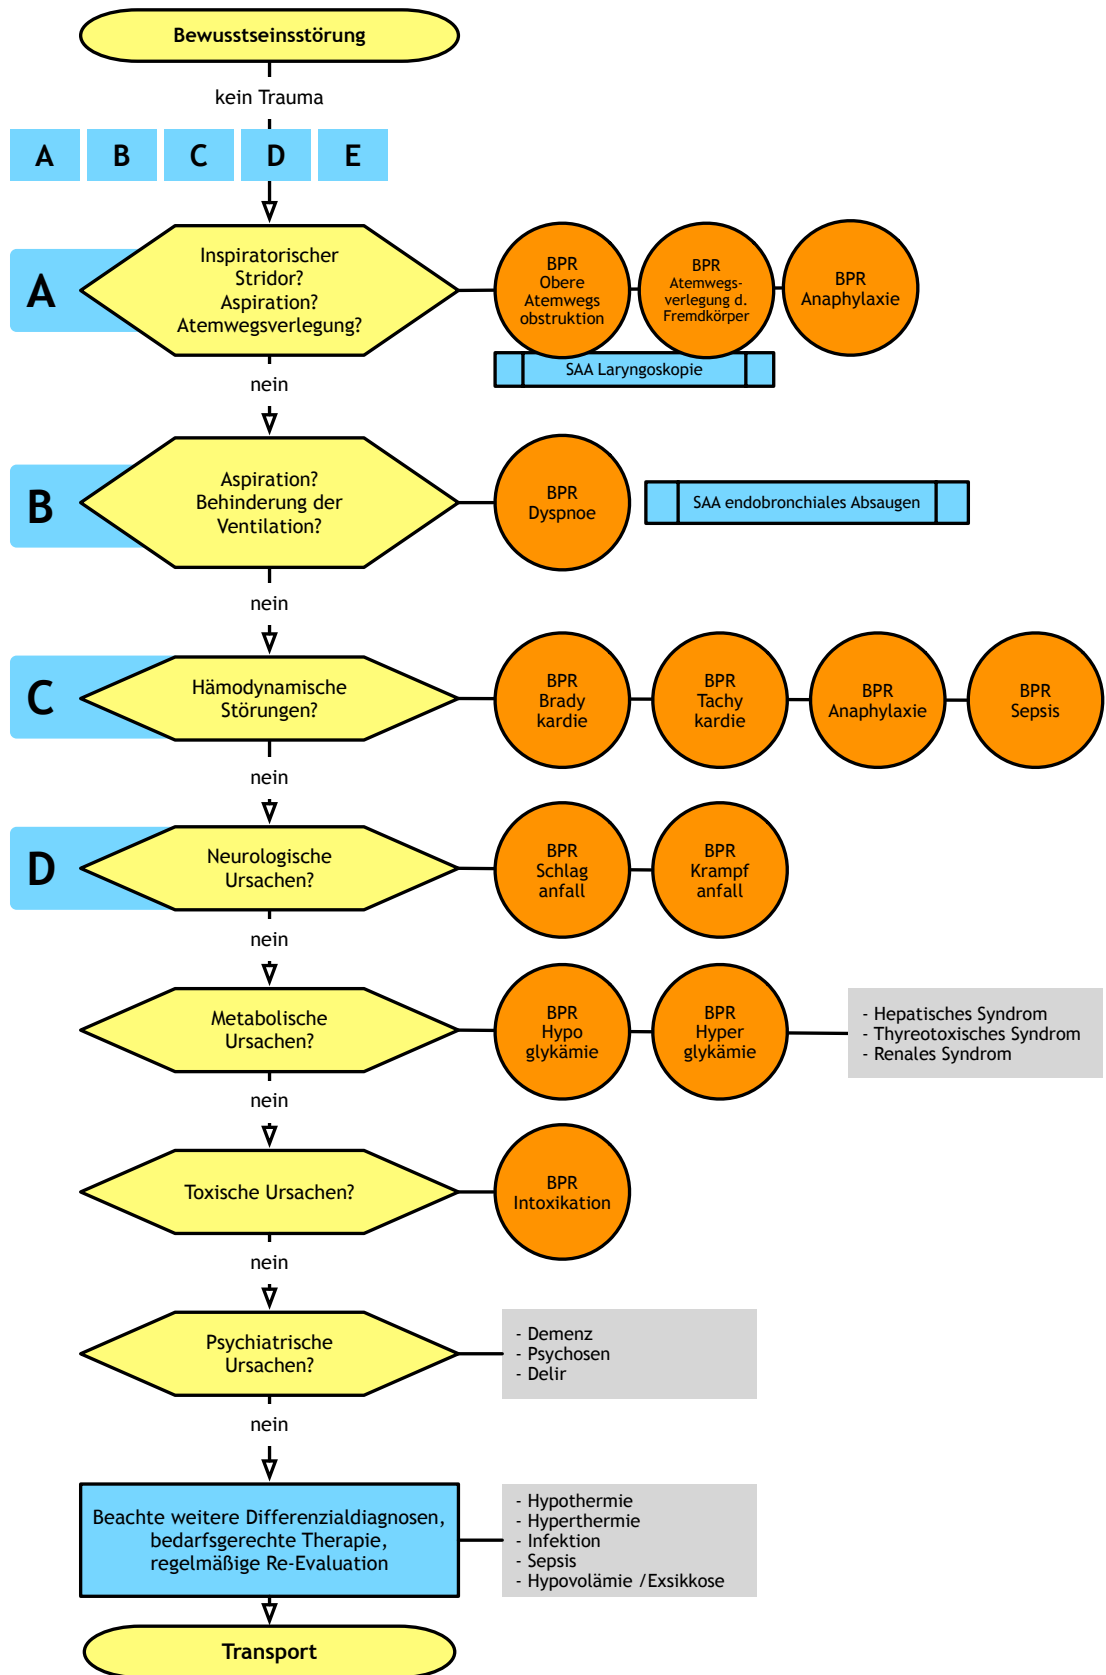 Bewusstseinsstörung
kein Trauma
A B C D E
A
Inspiratorischer
Stridor?
Aspiration?
Atemwegsverlegung?
BPR
Obere
Atemwegs
obstruktion
BPR
Atemwegs-
verlegung d.
Fremdkörper
BPR
Anaphylaxie
SAA Laryngoskopie
nein
B
Aspiration?
Behinderung der
Ventilation?
BPR
Dyspnoe
SAA endobronchiales Absaugen
nein
C
Hämodynamische
Störungen?
BPR
Brady
kardie
BPR
Tachy
kardie
BPR
Anaphylaxie
BPR
Sepsis
nein
D
Neurologische
Ursachen?
BPR
Schlag
anfall
BPR
Krampf
anfall
nein
Metabolische
Ursachen?
BPR
Hypo
glykämie
BPR
Hyper
glykämie
- Hepatisches Syndrom
- Thyreotoxisches Syndrom
- Renales Syndrom
nein
Toxische Ursachen?
BPR
Intoxikation
nein
Psychiatrische
Ursachen?
- Demenz
- Psychosen
- Delir
nein
Beachte weitere Differenzialdiagnosen,
bedarfsgerechte Therapie,
regelmäßige Re-Evaluation
- Hypothermie
- Hyperthermie
- Infektion
- Sepsis
- Hypovolämie /Exsikkose
Transport